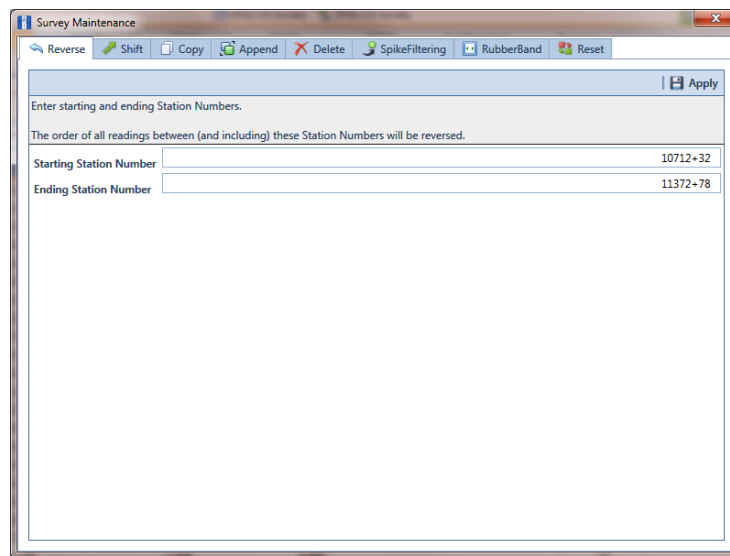 Survey Maintenance
Reverse Shift Copy Append Delete SpikeFiltering RubberBand Reset
Apply
Enter starting and ending Station Numbers.
The order of all readings between (and including) these Station Numbers will be reversed.
Starting Station Number 10712+32
Ending Station Number 11372+78